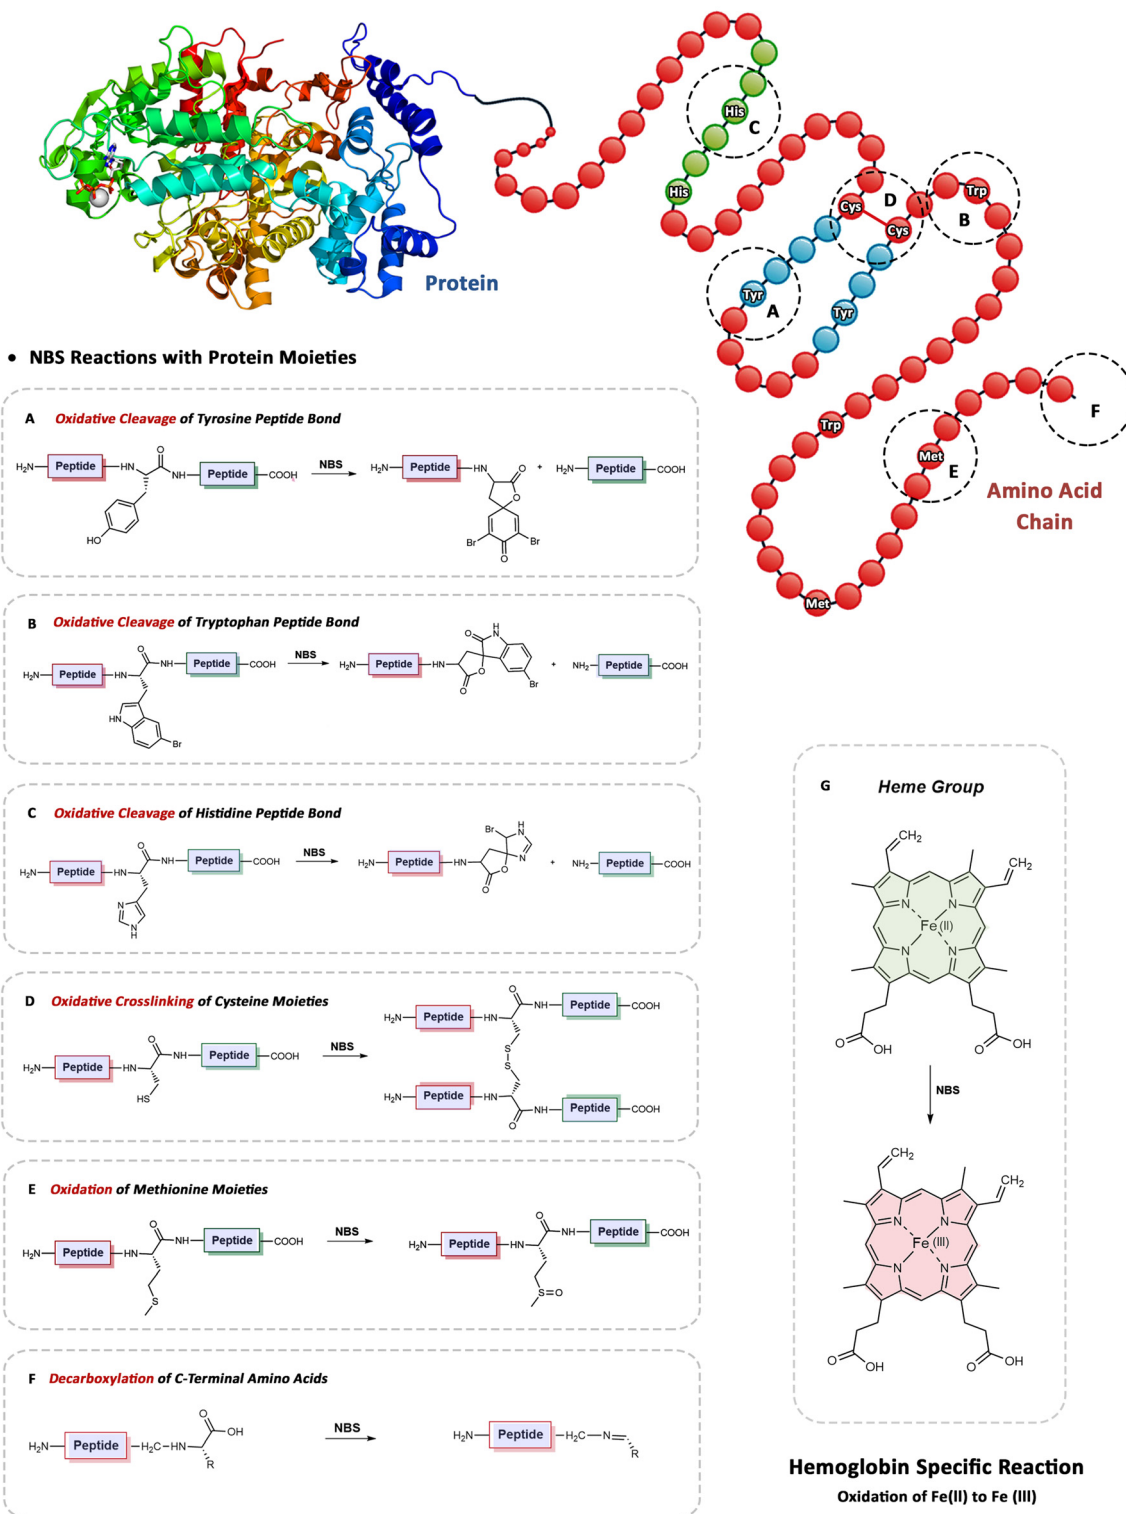 His
C
His
Cys
D
Cys
Trp
B
Tyr
A
Tyr
Protein
Trp
Met
E
F
Met
Amino Acid
Chain
• NBS Reactions with Protein Moieties
A Oxidative Cleavage of Tyrosine Peptide Bond
H₂N Peptide HN O NH Peptide COOH
HO
NBS
H₂N Peptide NH O O Br Br O + H₂N Peptide COOH
B Oxidative Cleavage of Tryptophan Peptide Bond
H₂N Peptide HN O NH Peptide COOH
HN Br
NBS
H₂N Peptide NH O H N O O Br + NH₂ Peptide COOH
C Oxidative Cleavage of Histidine Peptide Bond
H₂N Peptide HN O NH Peptide COOH
N N H
NBS
H₂N Peptide NH Br H N N O O + NH₂ Peptide COOH
D Oxidative Crosslinking of Cysteine Moieties
H₂N Peptide HN O NH Peptide COOH
HS
NBS
H₂N Peptide HN O NH Peptide COOH
S
S
H₂N Peptide HN O NH Peptide COOH
E Oxidation of Methionine Moieties
H₂N Peptide HN O NH Peptide COOH
S
NBS
H₂N Peptide HN O NH Peptide COOH
S=O
F Decarboxylation of C-Terminal Amino Acids
H₂N Peptide H₂C HN O OH R
NBS
H₂N Peptide H₂C N R
G Heme Group
CH₂
CH₂
N N
Fe (II)
N N
O OH O OH
NBS
CH₂
CH₂
N N
Fe (III)
N N
O OH O OH
Hemoglobin Specific Reaction
Oxidation of Fe(II) to Fe (III)